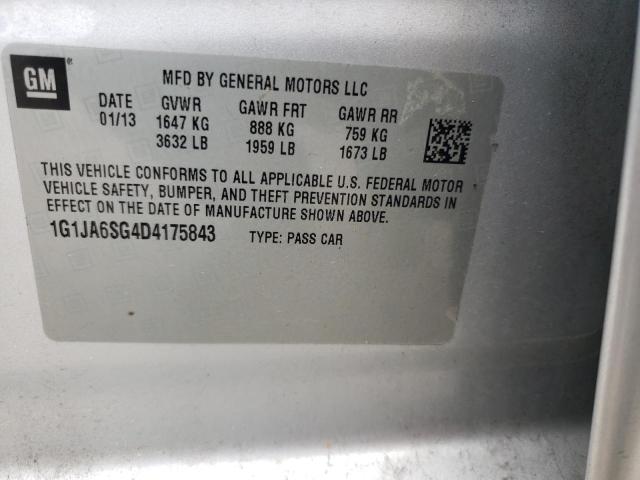 GM ® MFD BY GENERAL MOTORS LLC
DATE GVWR GAWR FRT GAWR RR
01/13 1647 KG 888 KG 759 KG
3632 LB 1959 LB 1673 LB
THIS VEHICLE CONFORMS TO ALL APPLICABLE U.S. FEDERAL MOTOR
VEHICLE SAFETY, BUMPER, AND THEFT PREVENTION STANDARDS IN
EFFECT ON THE DATE OF MANUFACTURE SHOWN ABOVE.
1G1JA6SG4D4175843 TYPE: PASS CAR